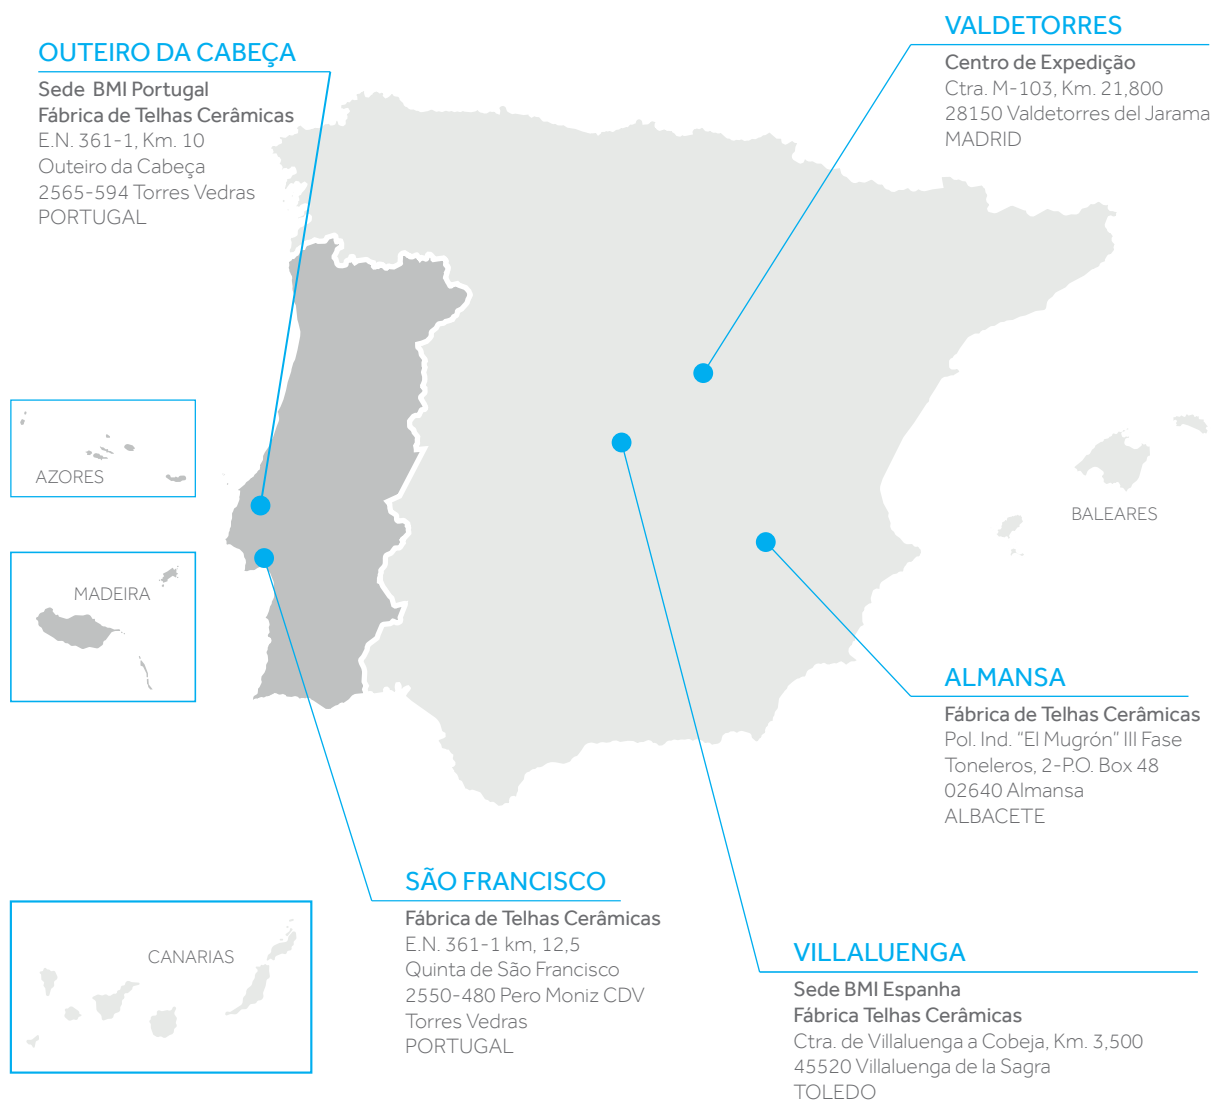 OUTEIRO DA CABEÇA
Sede BMI Portugal
Fábrica de Telhas Cerâmicas
E.N. 361-1, Km. 10
Outeiro da Cabeça
2565-594 Torres Vedras
PORTUGAL
VALDETORRES
Centro de Expedição
Ctra. M-103, Km. 21,800
28150 Valdetorres del Jarama
MADRID
AZORES
MADEIRA
BALEARES
ALMANSA
Fábrica de Telhas Cerâmicas
Pol. Ind. "El Mugrón" III Fase
Toneleros, 2-P.O. Box 48
02640 Almansa
ALBACETE
SÃO FRANCISCO
Fábrica de Telhas Cerâmicas
E.N. 361-1 km, 12,5
Quinta de São Francisco
2550-480 Pero Moniz CDV
Torres Vedras
PORTUGAL
CANARIAS
VILLALUENGA
Sede BMI Espanha
Fábrica Telhas Cerâmicas
Ctra. de Villaluenga a Cobeja, Km. 3,500
45520 Villaluenga de la Sagra
TOLEDO